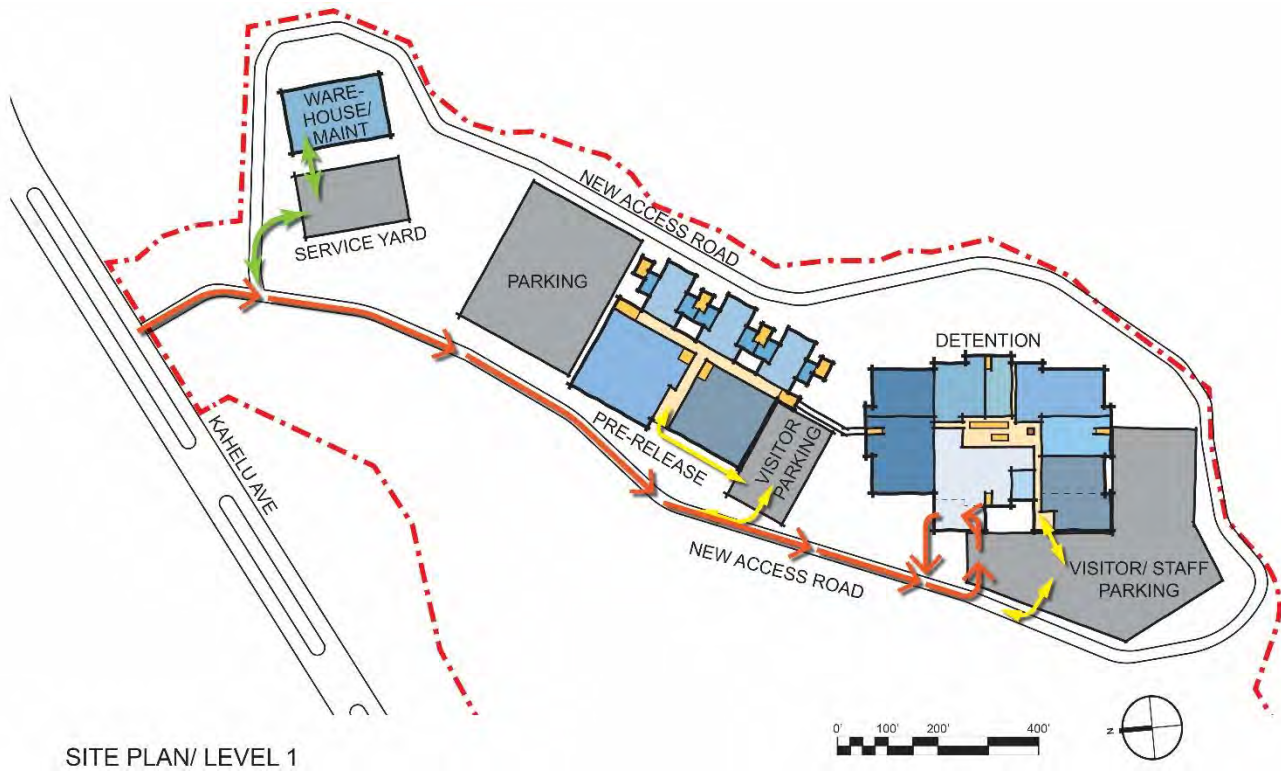 WARE-
HOUSE/
MAINT
SERVICE YARD
NEW ACCESS ROAD
PARKING
DETENTION
PRE-RELEASE
VISITOR
PARKING
KAHELU AVE
NEW ACCESS ROAD
VISITOR/ STAFF
PARKING
0' 100' 200' 400'
N
SITE PLAN/ LEVEL 1